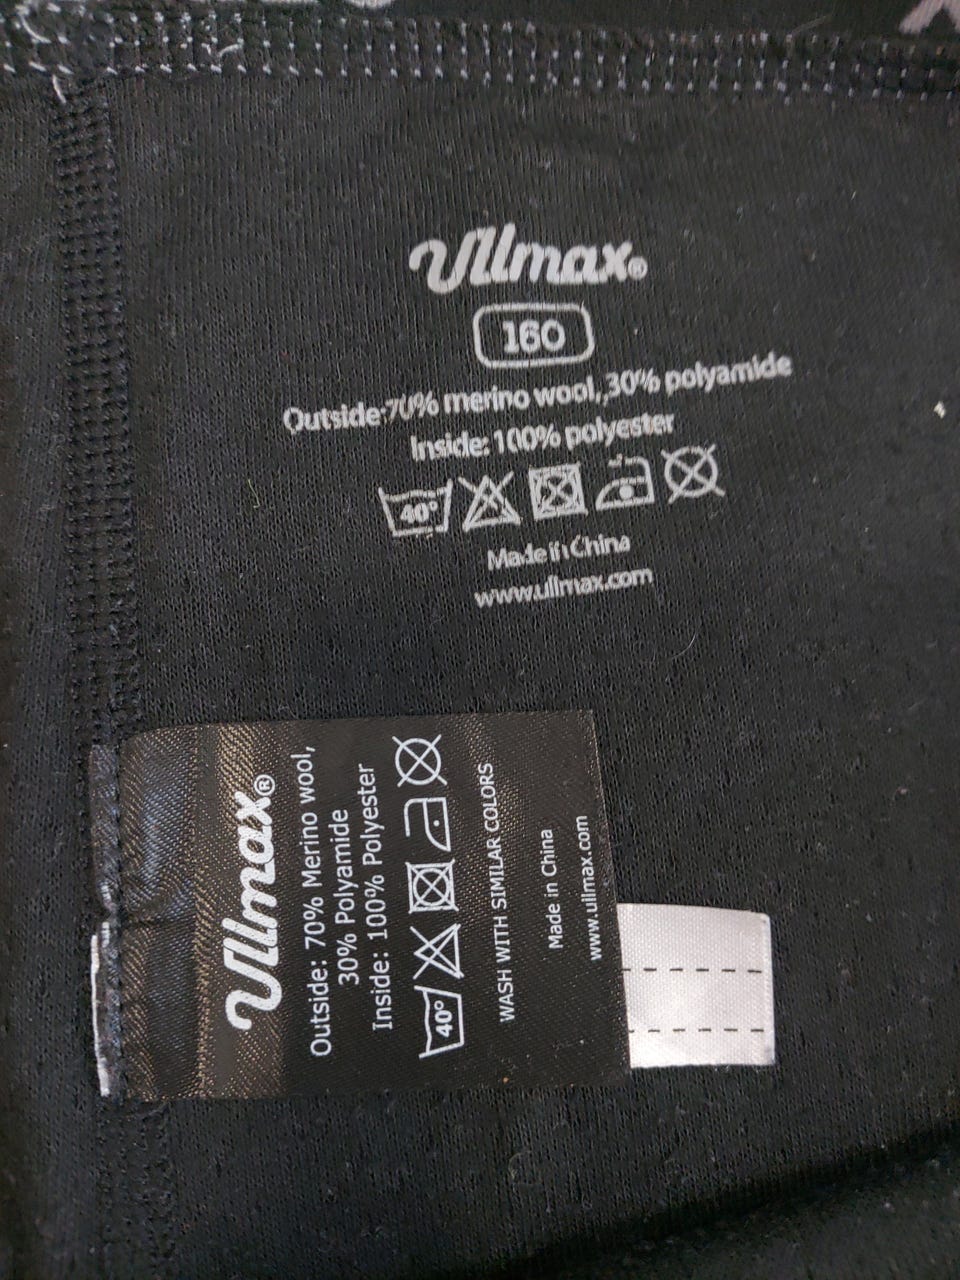 Ullmax®
160
Outside:70% merino wool, 30% polyamide
Inside: 100% polyester
40°
Made in China
www.ullmax.com
Ullmax®
Outside: 70% Merino wool,
30% Polyamide
Inside: 100% Polyester
40°
WASH WITH SIMILAR COLORS
Made in China
www.ullmax.com